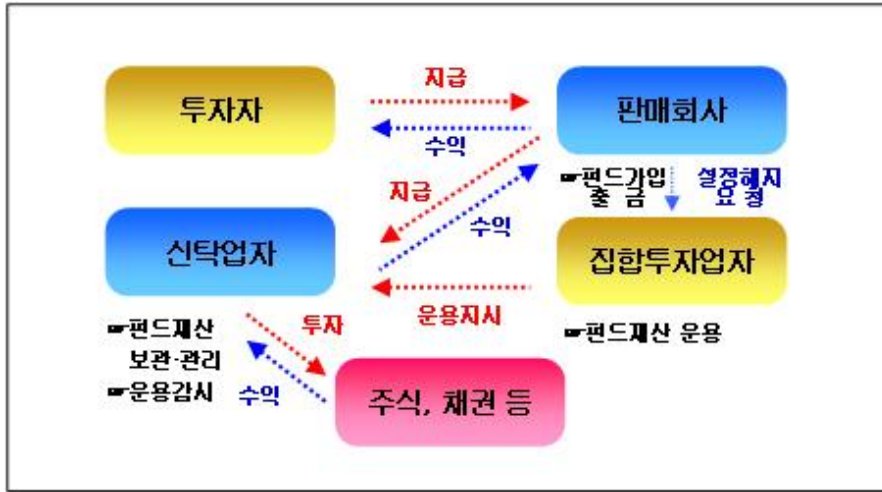 지급
투자자
판매회사
수익
☞펀드가입
출 금
설정해지
요 청
지급
수익
신탁업자
집합투자업자
운용지시
☞펀드재산
보관·관리
☞운용감시
투자
수익
☞펀드재산 운용
주식, 채권 등